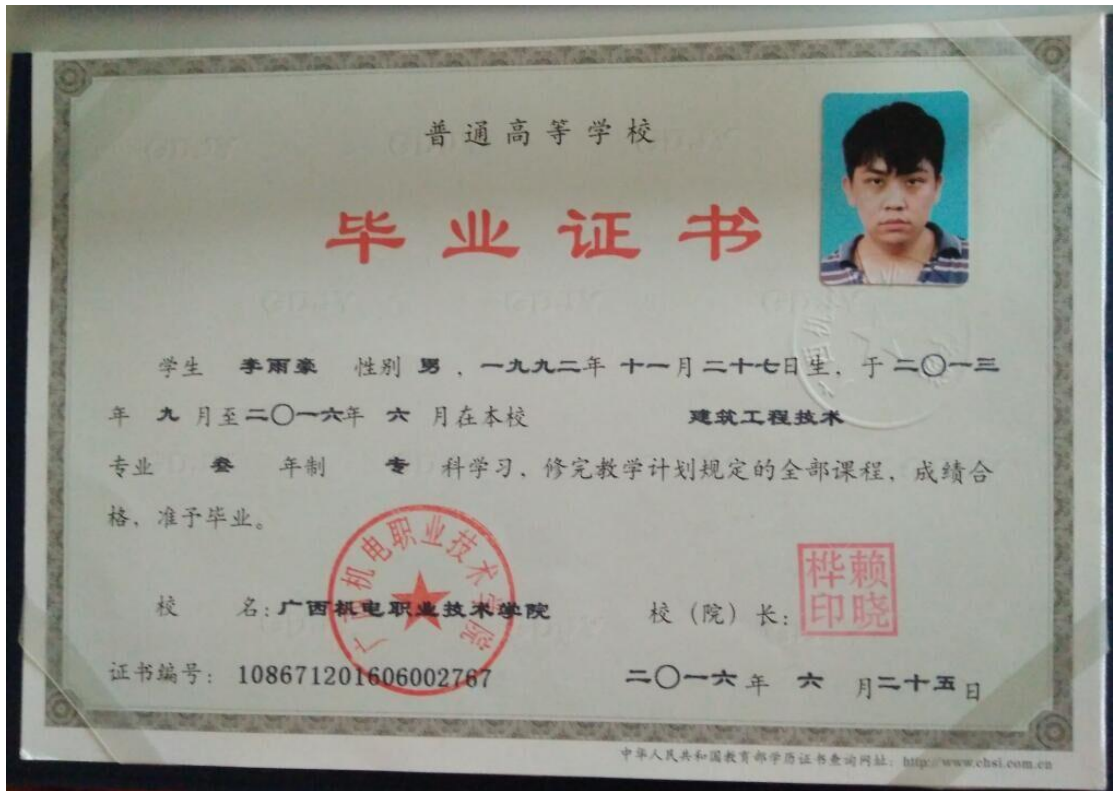 普通高等学校
毕业证书
学生 李雨豪 性别 男 ，一九九二年 十一月二十七日生，于二〇一三
年 九 月至二〇一六年 六 月在本校 建筑工程技术
专业 叁 年制 专 科学习，修完教学计划规定的全部课程，成绩合
格，准予毕业。
广西机电职业技术学院
校 名：广西机电职业技术学院 校（院）长：
赖晓桦印
证书编号：108671201606002767 二〇一六年 六 月二十五日
中华人民共和国教育部学历证书查询网址：http://www.chsi.com.cn